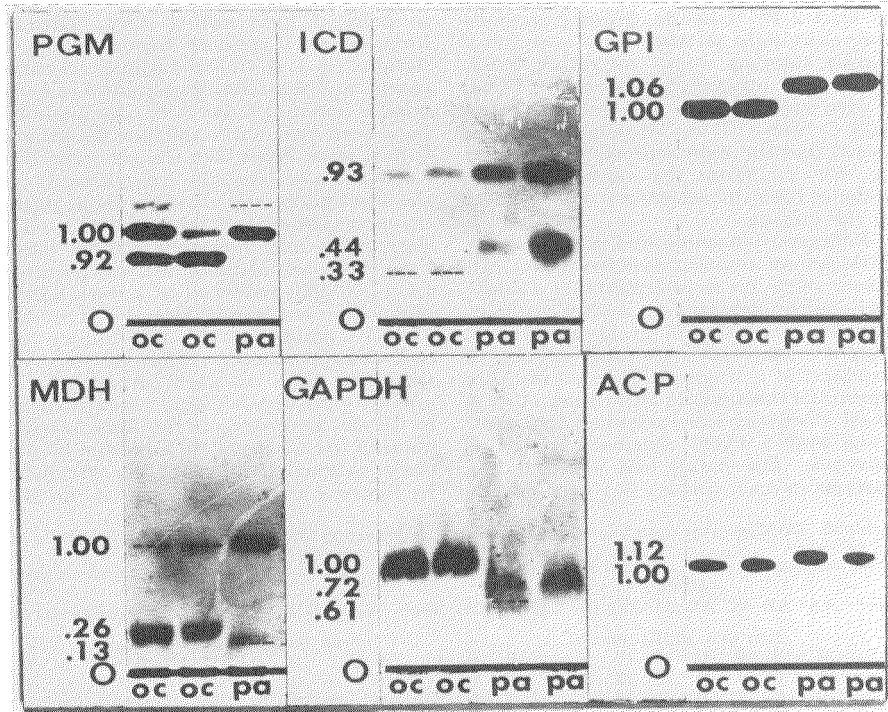 PGM
1.00
.92
O
oc oc pa
ICD
.93
.44
.33
O
oc oc pa pa
GPI
1.06
1.00
O
oc oc pa pa
MDH
1.00
.26
.13
O
oc oc pa
GAPDH
1.00
.72
.61
O
oc oc pa pa
ACP
1.12
1.00
O
oc oc pa pa